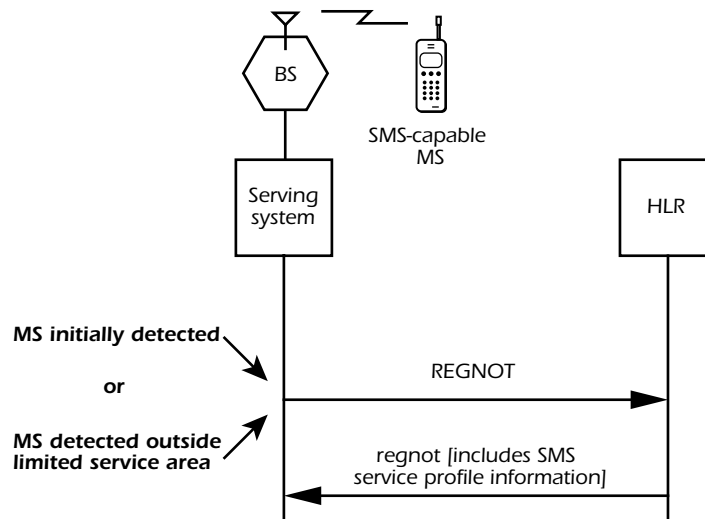 BS
SMS-capable
MS
Serving
system
HLR
MS initially detected
or
MS detected outside
limited service area
REGNOT
regnot [includes SMS
service profile information]